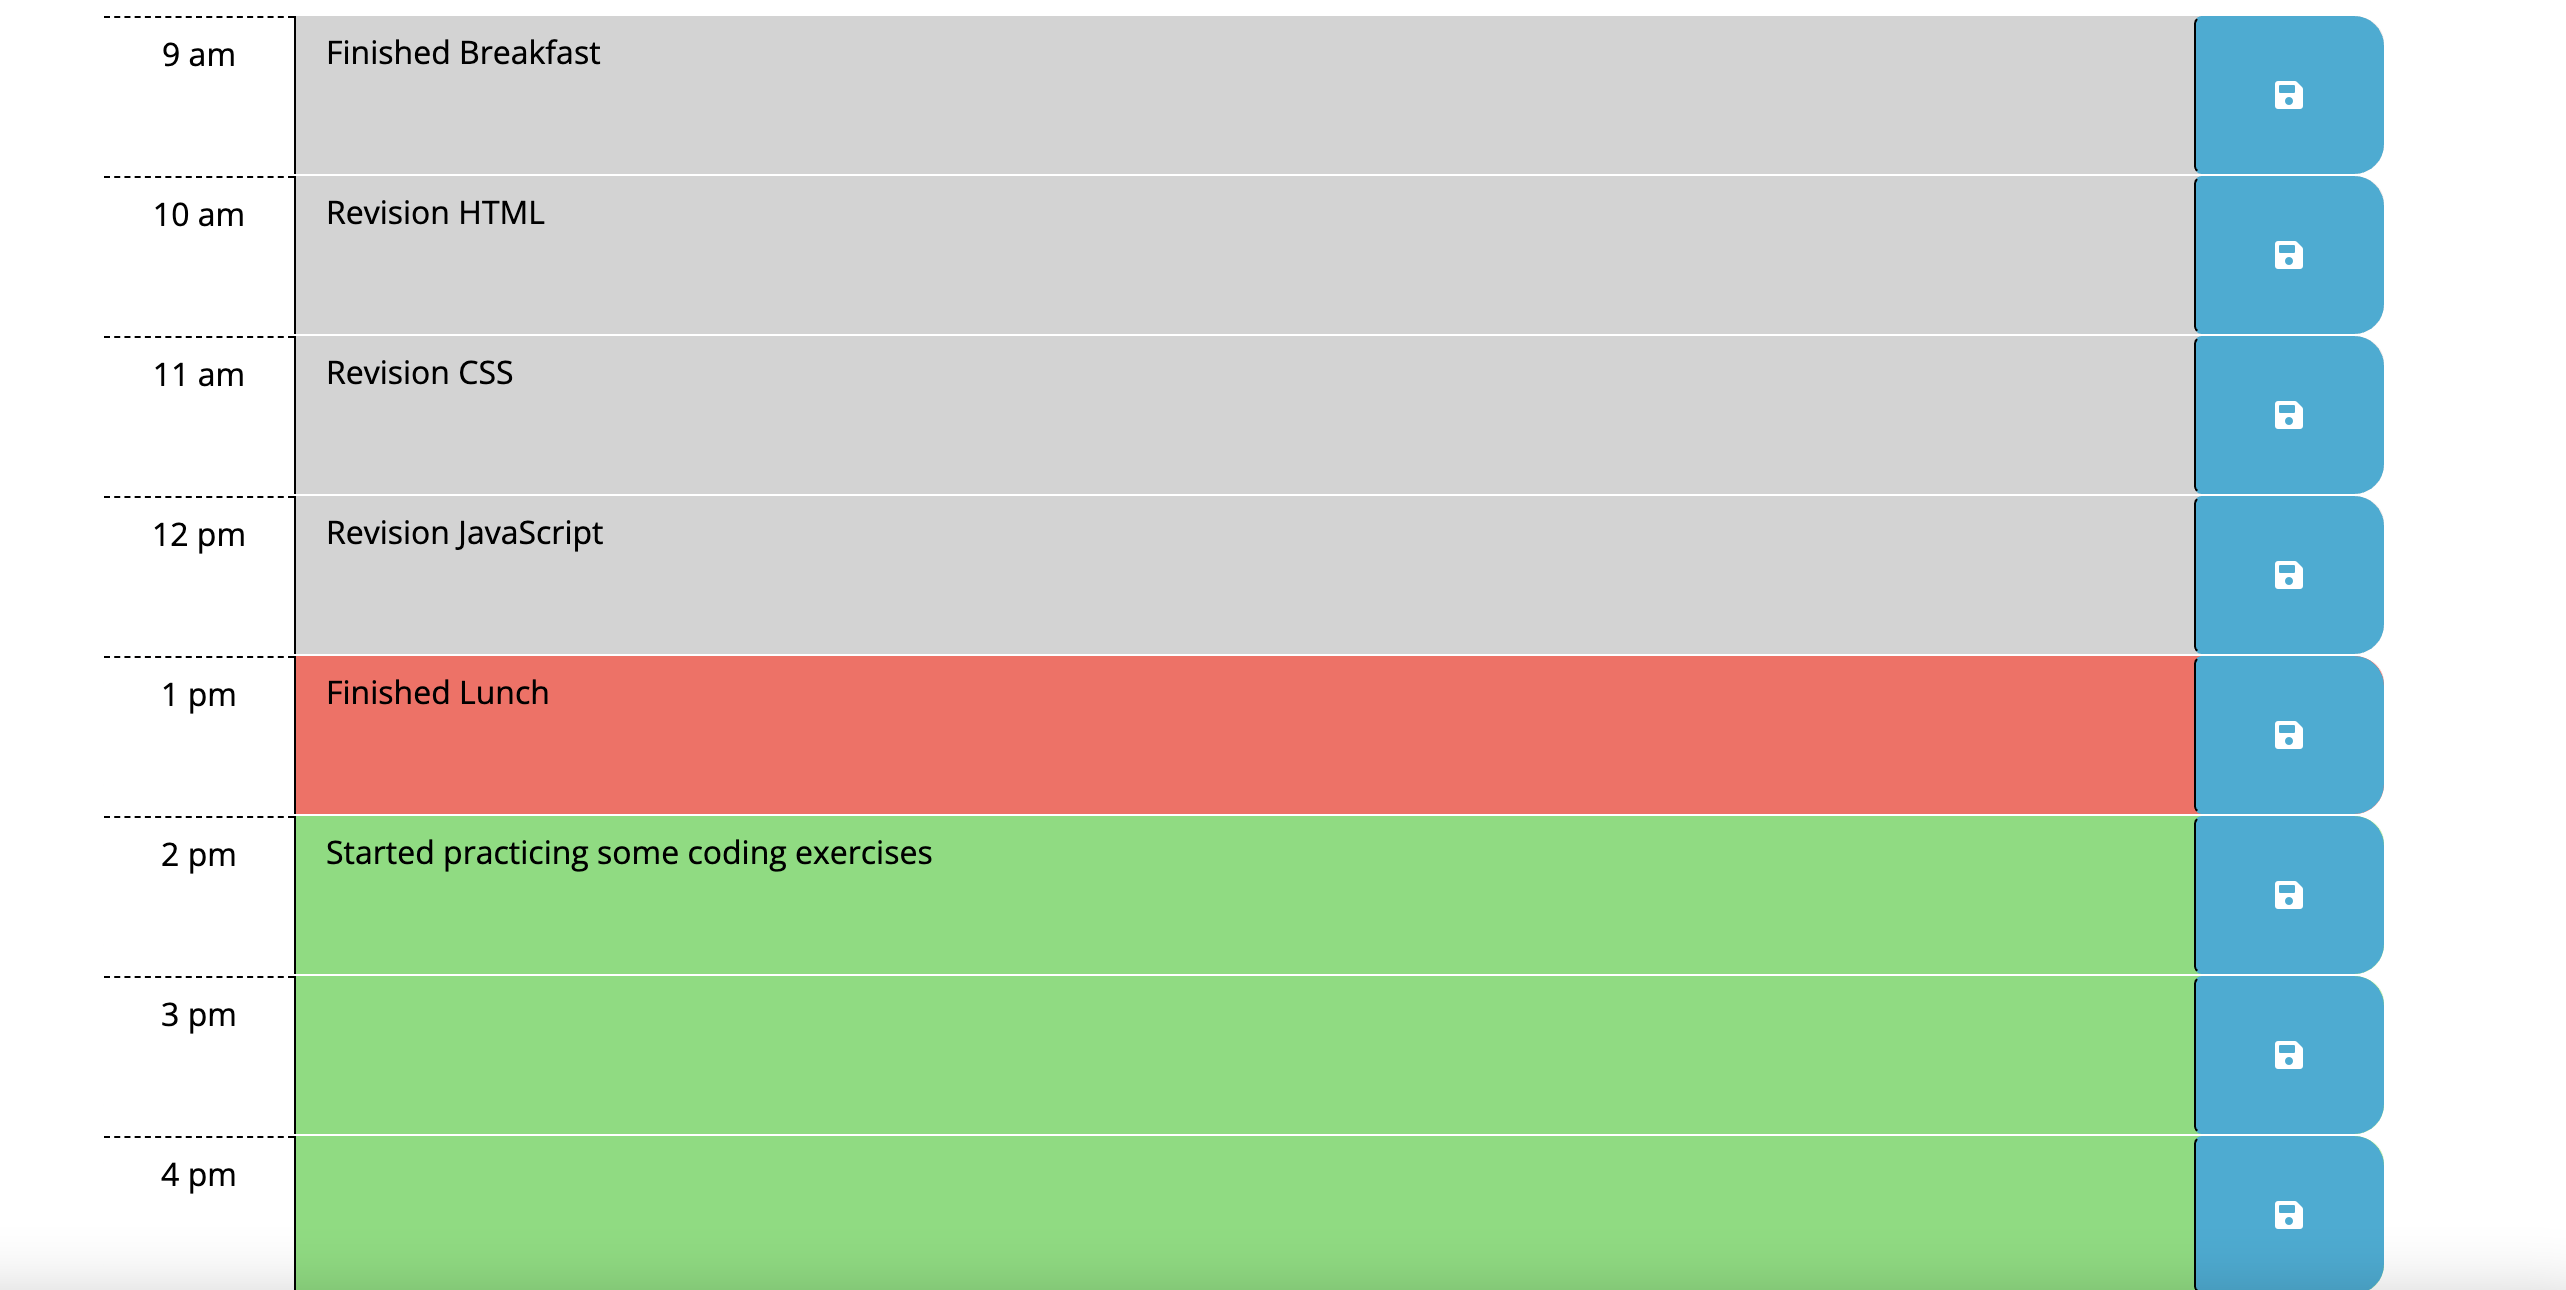 9 am Finished Breakfast
10 am Revision HTML
11 am Revision CSS
12 pm Revision JavaScript
1 pm Finished Lunch
2 pm Started practicing some coding exercises
3 pm
4 pm